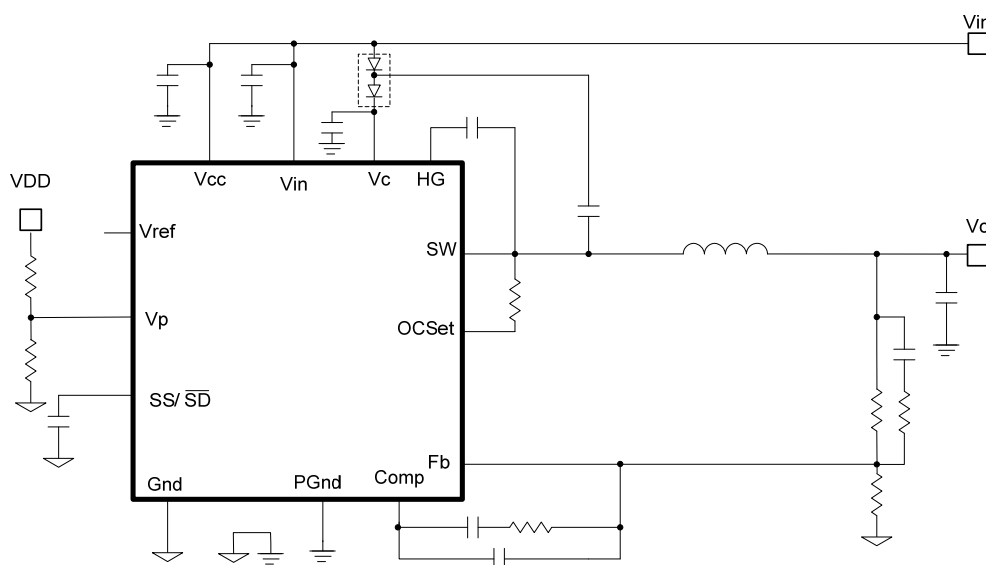 Vin
Vcc
Vin
Vc
HG
VDD
Vref
SW
Vo
Vp
OCSet
SS/ SD
Fb
Comp
Gnd
PGnd